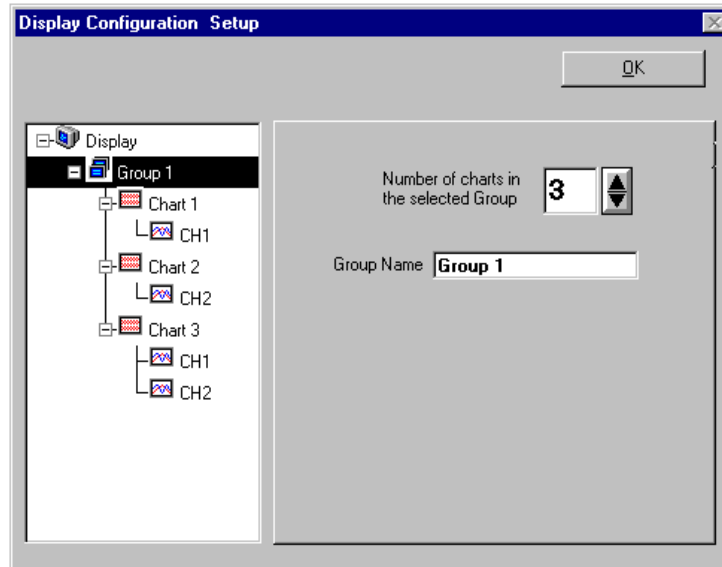 Display Configuration Setup
OK
Display
Group 1
Chart 1
CH1
Chart 2
CH2
Chart 3
CH1
CH2
Number of charts in
the selected Group
3
Group Name
Group 1